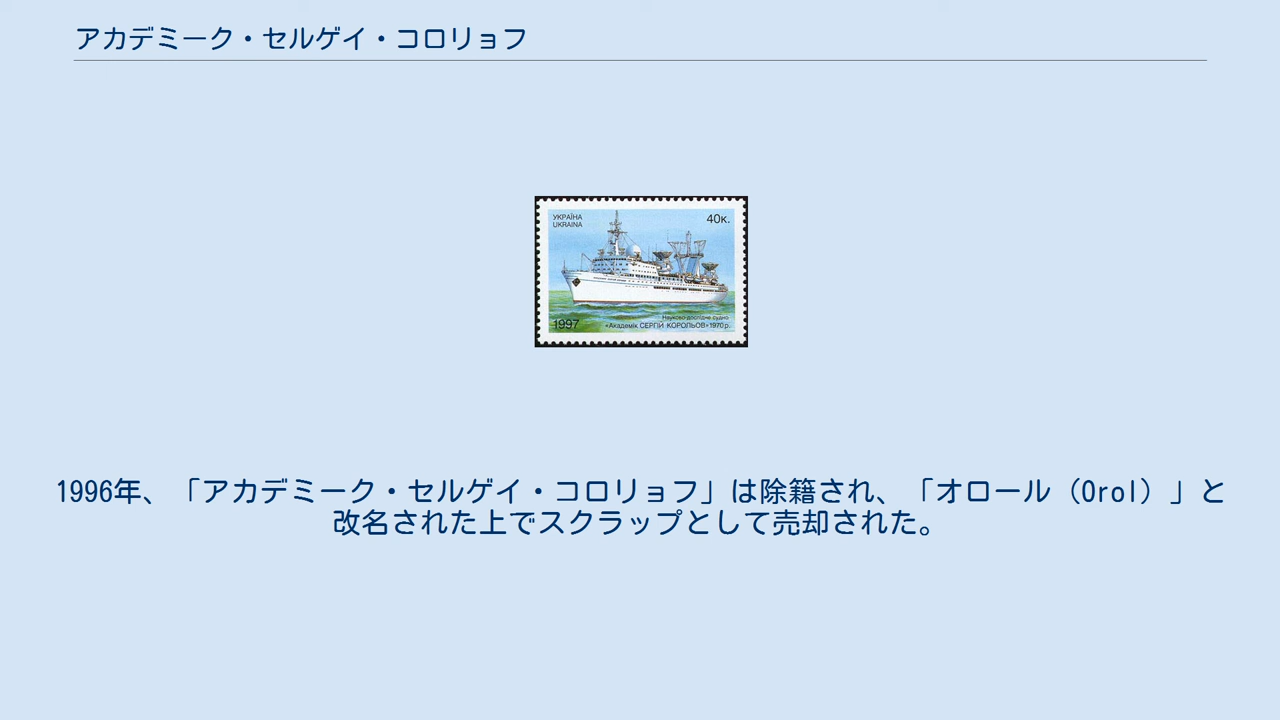 アカデミーク・セルゲイ・コロリョフ
УКРАЇНА
UKRAINA
40к.
1997
Науково-дослідне судно
«Академік СЕРГІЙ КОРОЛЬОВ»1970р.
1996年、「アカデミーク・セルゲイ・コロリョフ」は除籍され、「オロール（Orol）」と
改名された上でスクラップとして売却された。